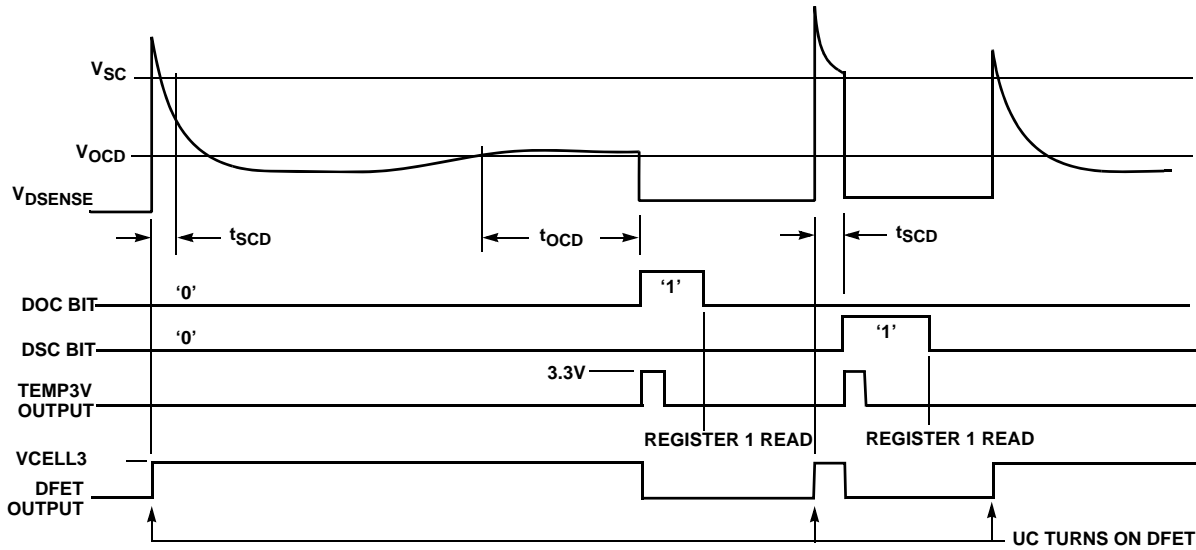 VSC
VOCD
VDSENSE
tSCD
tOCD
tSCD
DOC BIT
‘0’
‘1’
DSC BIT
‘0’
‘1’
3.3V
TEMP3V
OUTPUT
REGISTER 1 READ
REGISTER 1 READ
VCELL3
DFET
OUTPUT
UC TURNS ON DFET